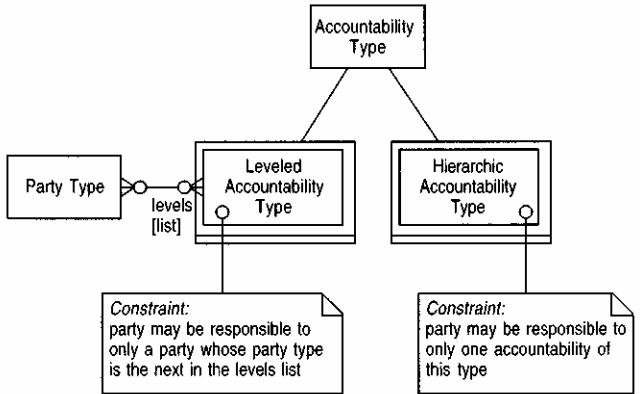 Accountability
Type
Party Type
levels
[list]
Leveled
Accountability
Type
Hierarchic
Accountability
Type
Constraint:
party may be responsible to
only a party whose party type
is the next in the levels list
Constraint:
party may be responsible to
only one accountability of
this type